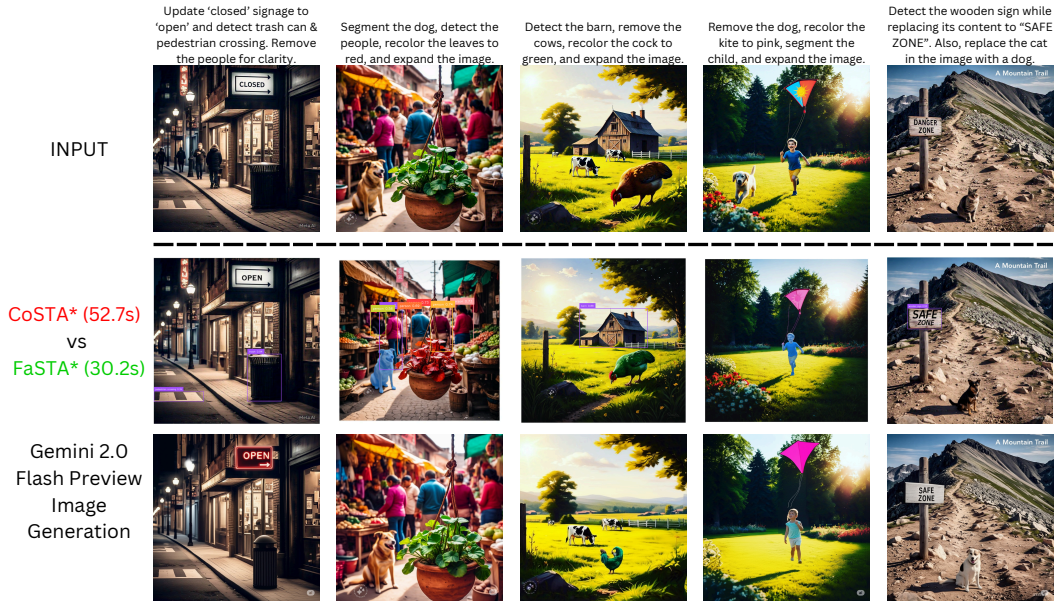 Update ‘closed’ signage to
‘open’ and detect trash can &
pedestrian crossing. Remove
the people for clarity.
Segment the dog, detect the
people, recolor the leaves to
red, and expand the image.
Detect the barn, remove the
cows, recolor the cock to
green, and expand the image.
Remove the dog, recolor the
kite to pink, segment the
child, and expand the image.
Detect the wooden sign while
replacing its content to “SAFE
ZONE”. Also, replace the cat
in the image with a dog.
INPUT
CLOSED
A Mountain Trail
DANGER
ZONE
CoSTA* (52.7s)
vs
FaSTA* (30.2s)
OPEN
A Mountain Trail
SAFE
ZONE
Gemini 2.0
Flash Preview
Image
Generation
OPEN
A Mountain Trail
SAFE
ZONE